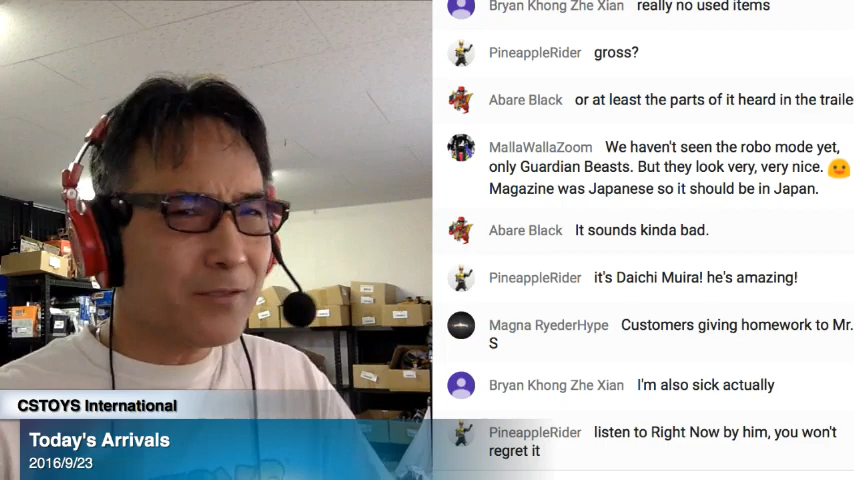 Bryan Khong Zhe Xian really no used items
PineappleRider gross?
Abare Black or at least the parts of it heard in the traile
MallaWallaZoom We haven't seen the robo mode yet,
only Guardian Beasts. But they look very, very nice.
Magazine was Japanese so it should be in Japan.
Abare Black It sounds kinda bad.
PineappleRider it's Daichi Muira! he's amazing!
Magna RyederHype Customers giving homework to Mr.
S
Bryan Khong Zhe Xian I'm also sick actually
PineappleRider listen to Right Now by him, you won't
regret it
CSTOYS International
Today's Arrivals
2016/9/23